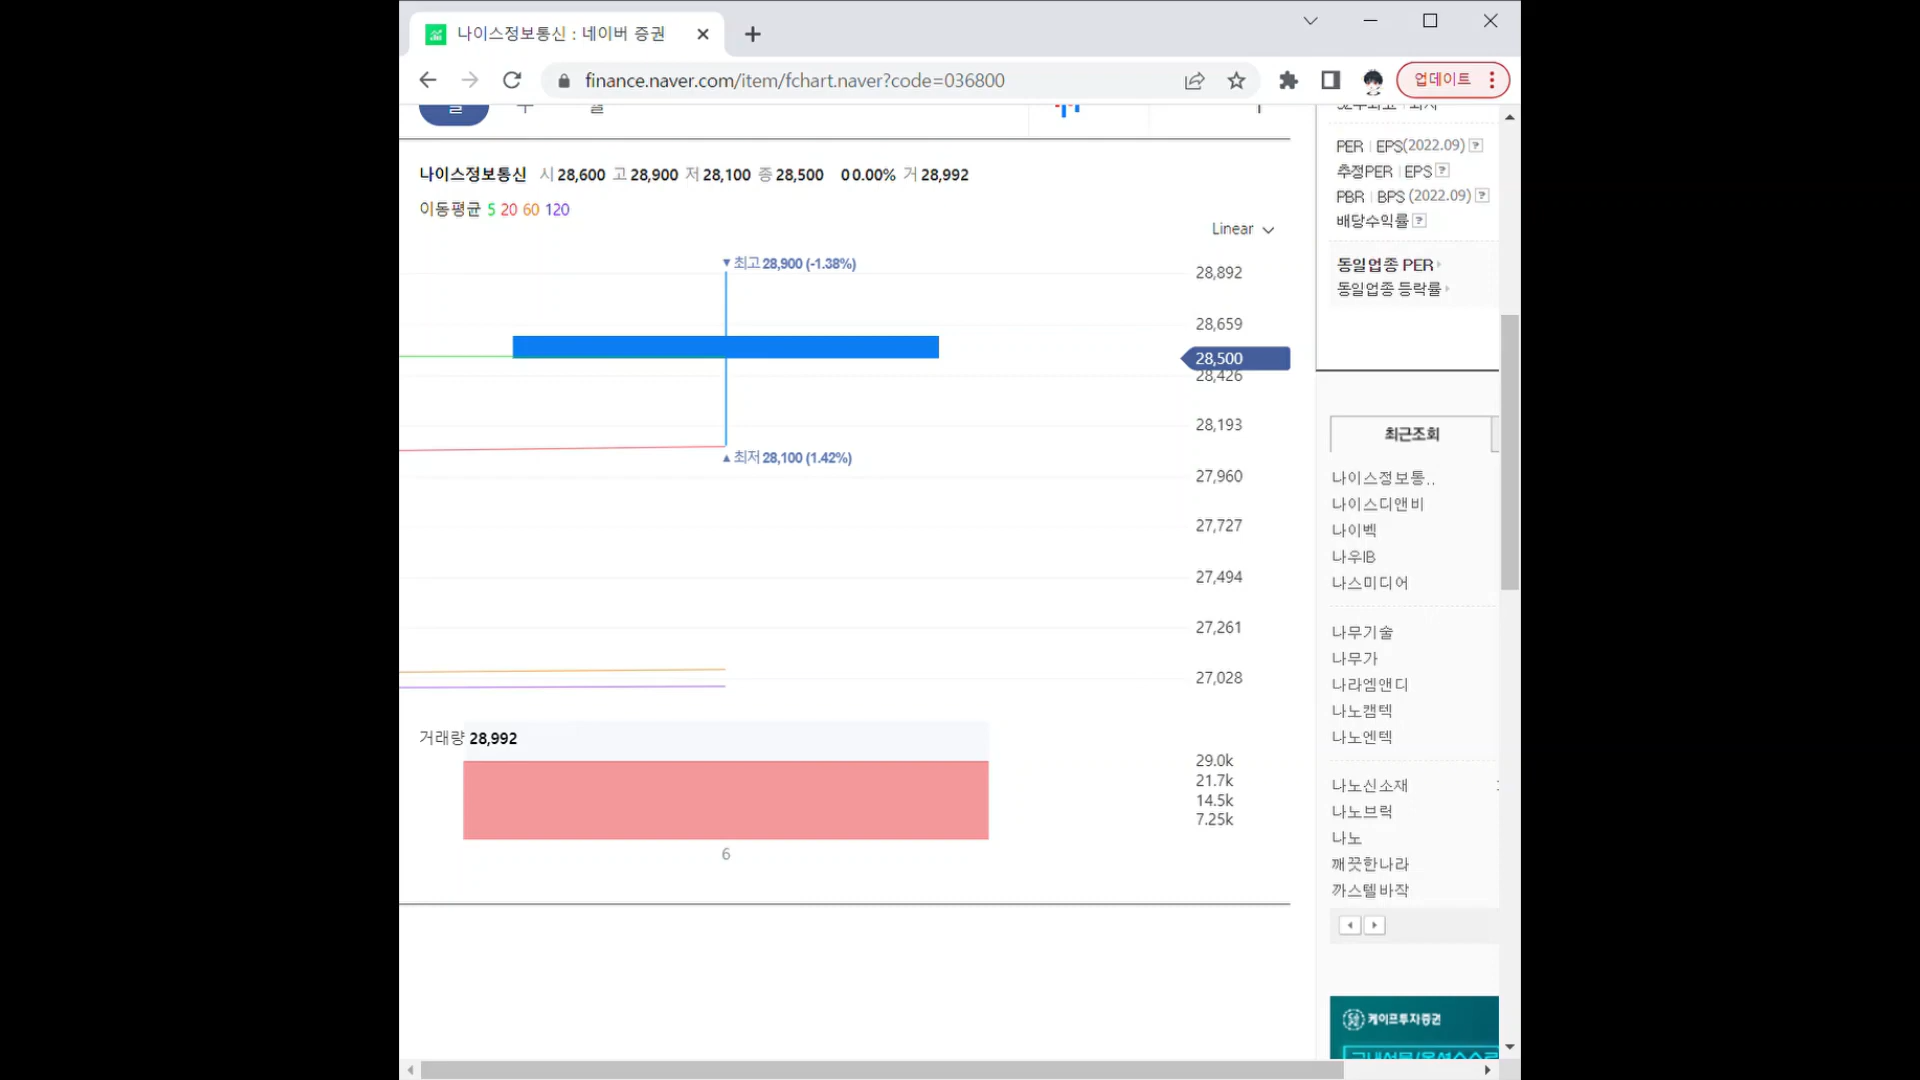 나이스정보통신 : 네이버 증권
finance.naver.com/item/fchart.naver?code=036800
업데이트
나이스정보통신 시 28,600 고 28,900 저 28,100 종 28,500 0 0.00% 거 28,992
이동평균 5 20 60 120
Linear
최고 28,900 (-1.38%)
최저 28,100 (1.42%)
28,892
28,659
28,500
28,426
28,193
27,960
27,727
27,494
27,261
27,028
거래량 28,992
29.0k
21.7k
14.5k
7.25k
6
PER | EPS(2022.09) ?
추정PER | EPS ?
PBR | BPS (2022.09) ?
배당수익률 ?
동일업종 PER
동일업종 등락률
최근조회
나이스정보통..
나이스디앤비
나이벡
나우IB
나스미디어
나무기술
나무가
나라엠앤디
나노캠텍
나노엔텍
나노신소재
나노브릭
나노
깨끗한나라
까스텔바작
케이프투자증권